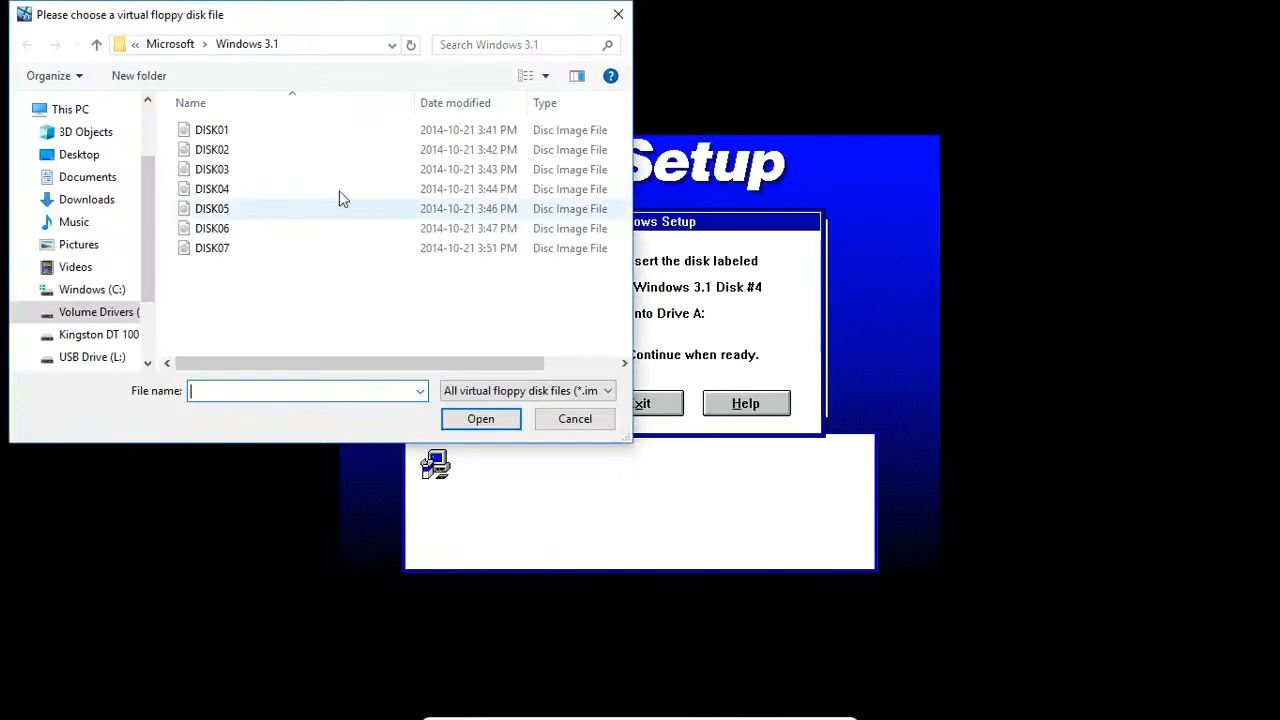 Please choose a virtual floppy disk file
« Microsoft › Windows 3.1
Search Windows 3.1
Organize
New folder
Name
Date modified
Type
This PC
3D Objects
Desktop
Documents
Downloads
Music
Pictures
Videos
Windows (C:)
Volume Drivers (
Kingston DT 100
USB Drive (L:)
DISK01 2014-10-21 3:41 PM Disc Image File
DISK02 2014-10-21 3:42 PM Disc Image File
DISK03 2014-10-21 3:43 PM Disc Image File
DISK04 2014-10-21 3:44 PM Disc Image File
DISK05 2014-10-21 3:46 PM Disc Image File
DISK06 2014-10-21 3:47 PM Disc Image File
DISK07 2014-10-21 3:51 PM Disc Image File
File name:
All virtual floppy disk files (*.im
Open
Cancel
Setup
ows Setup
sert the disk labeled
Windows 3.1 Disk #4
nto Drive A:
Continue when ready.
xit
Help